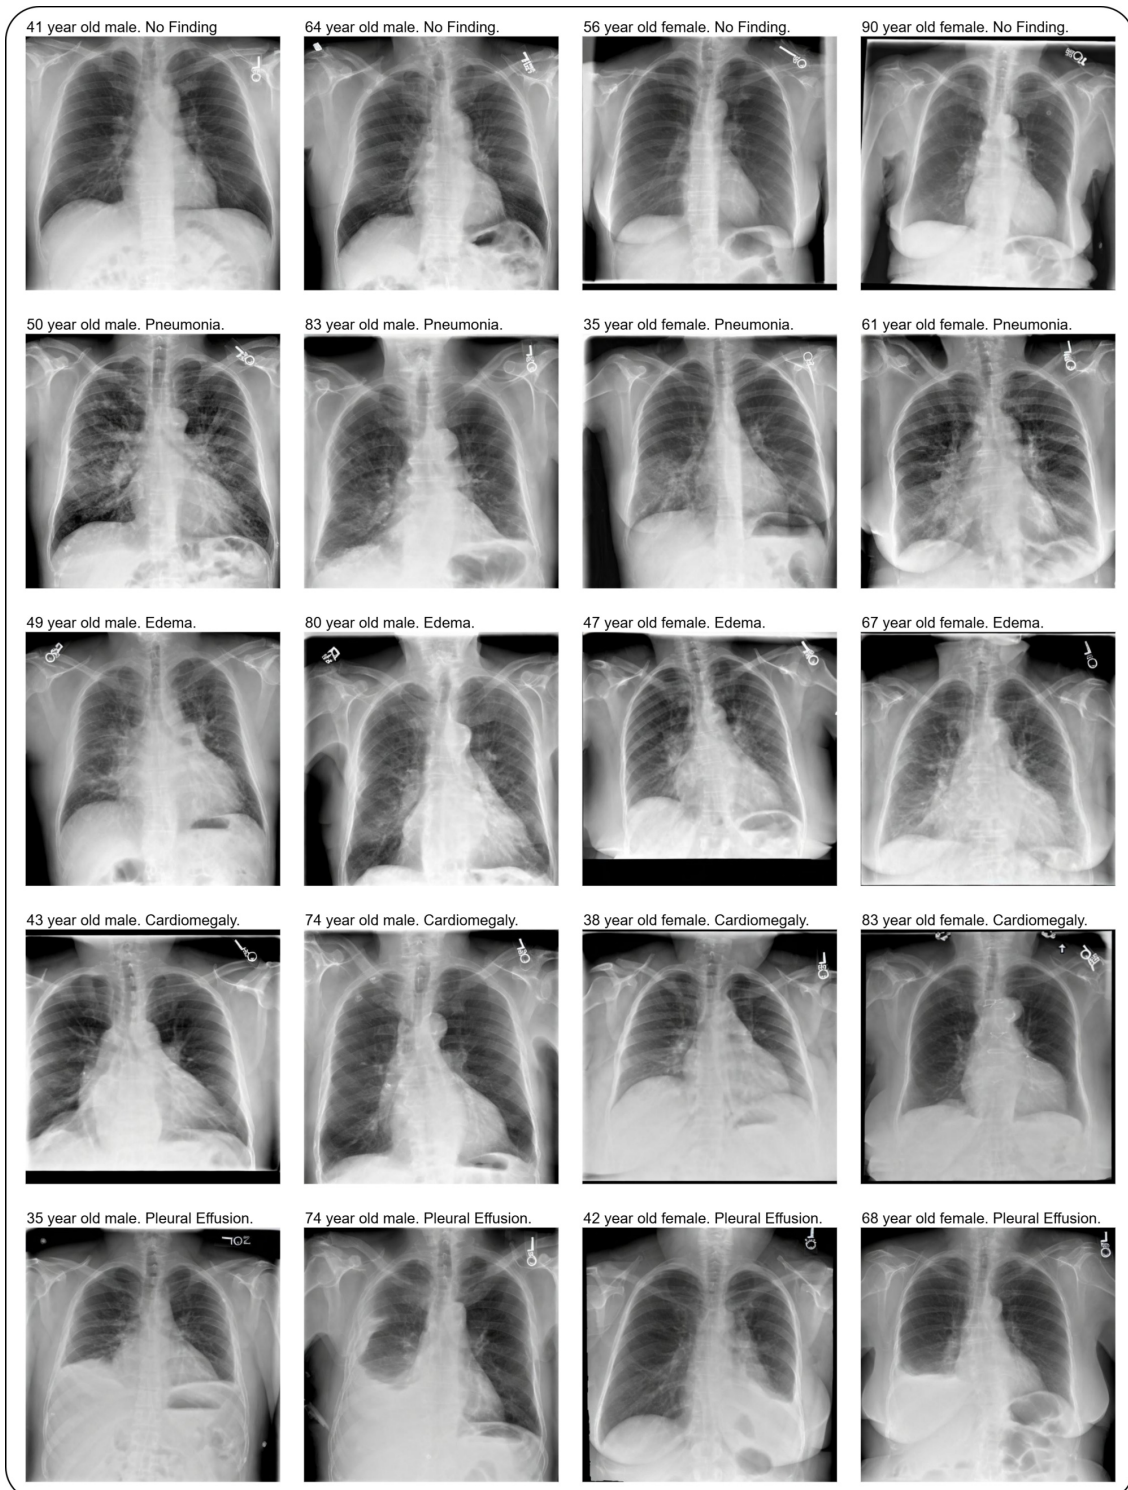 41 year old male. No Finding
64 year old male. No Finding.
56 year old female. No Finding.
90 year old female. No Finding.
50 year old male. Pneumonia.
83 year old male. Pneumonia.
35 year old female. Pneumonia.
61 year old female. Pneumonia.
49 year old male. Edema.
80 year old male. Edema.
47 year old female. Edema.
67 year old female. Edema.
43 year old male. Cardiomegaly.
74 year old male. Cardiomegaly.
38 year old female. Cardiomegaly.
83 year old female. Cardiomegaly.
35 year old male. Pleural Effusion.
74 year old male. Pleural Effusion.
42 year old female. Pleural Effusion.
68 year old female. Pleural Effusion.